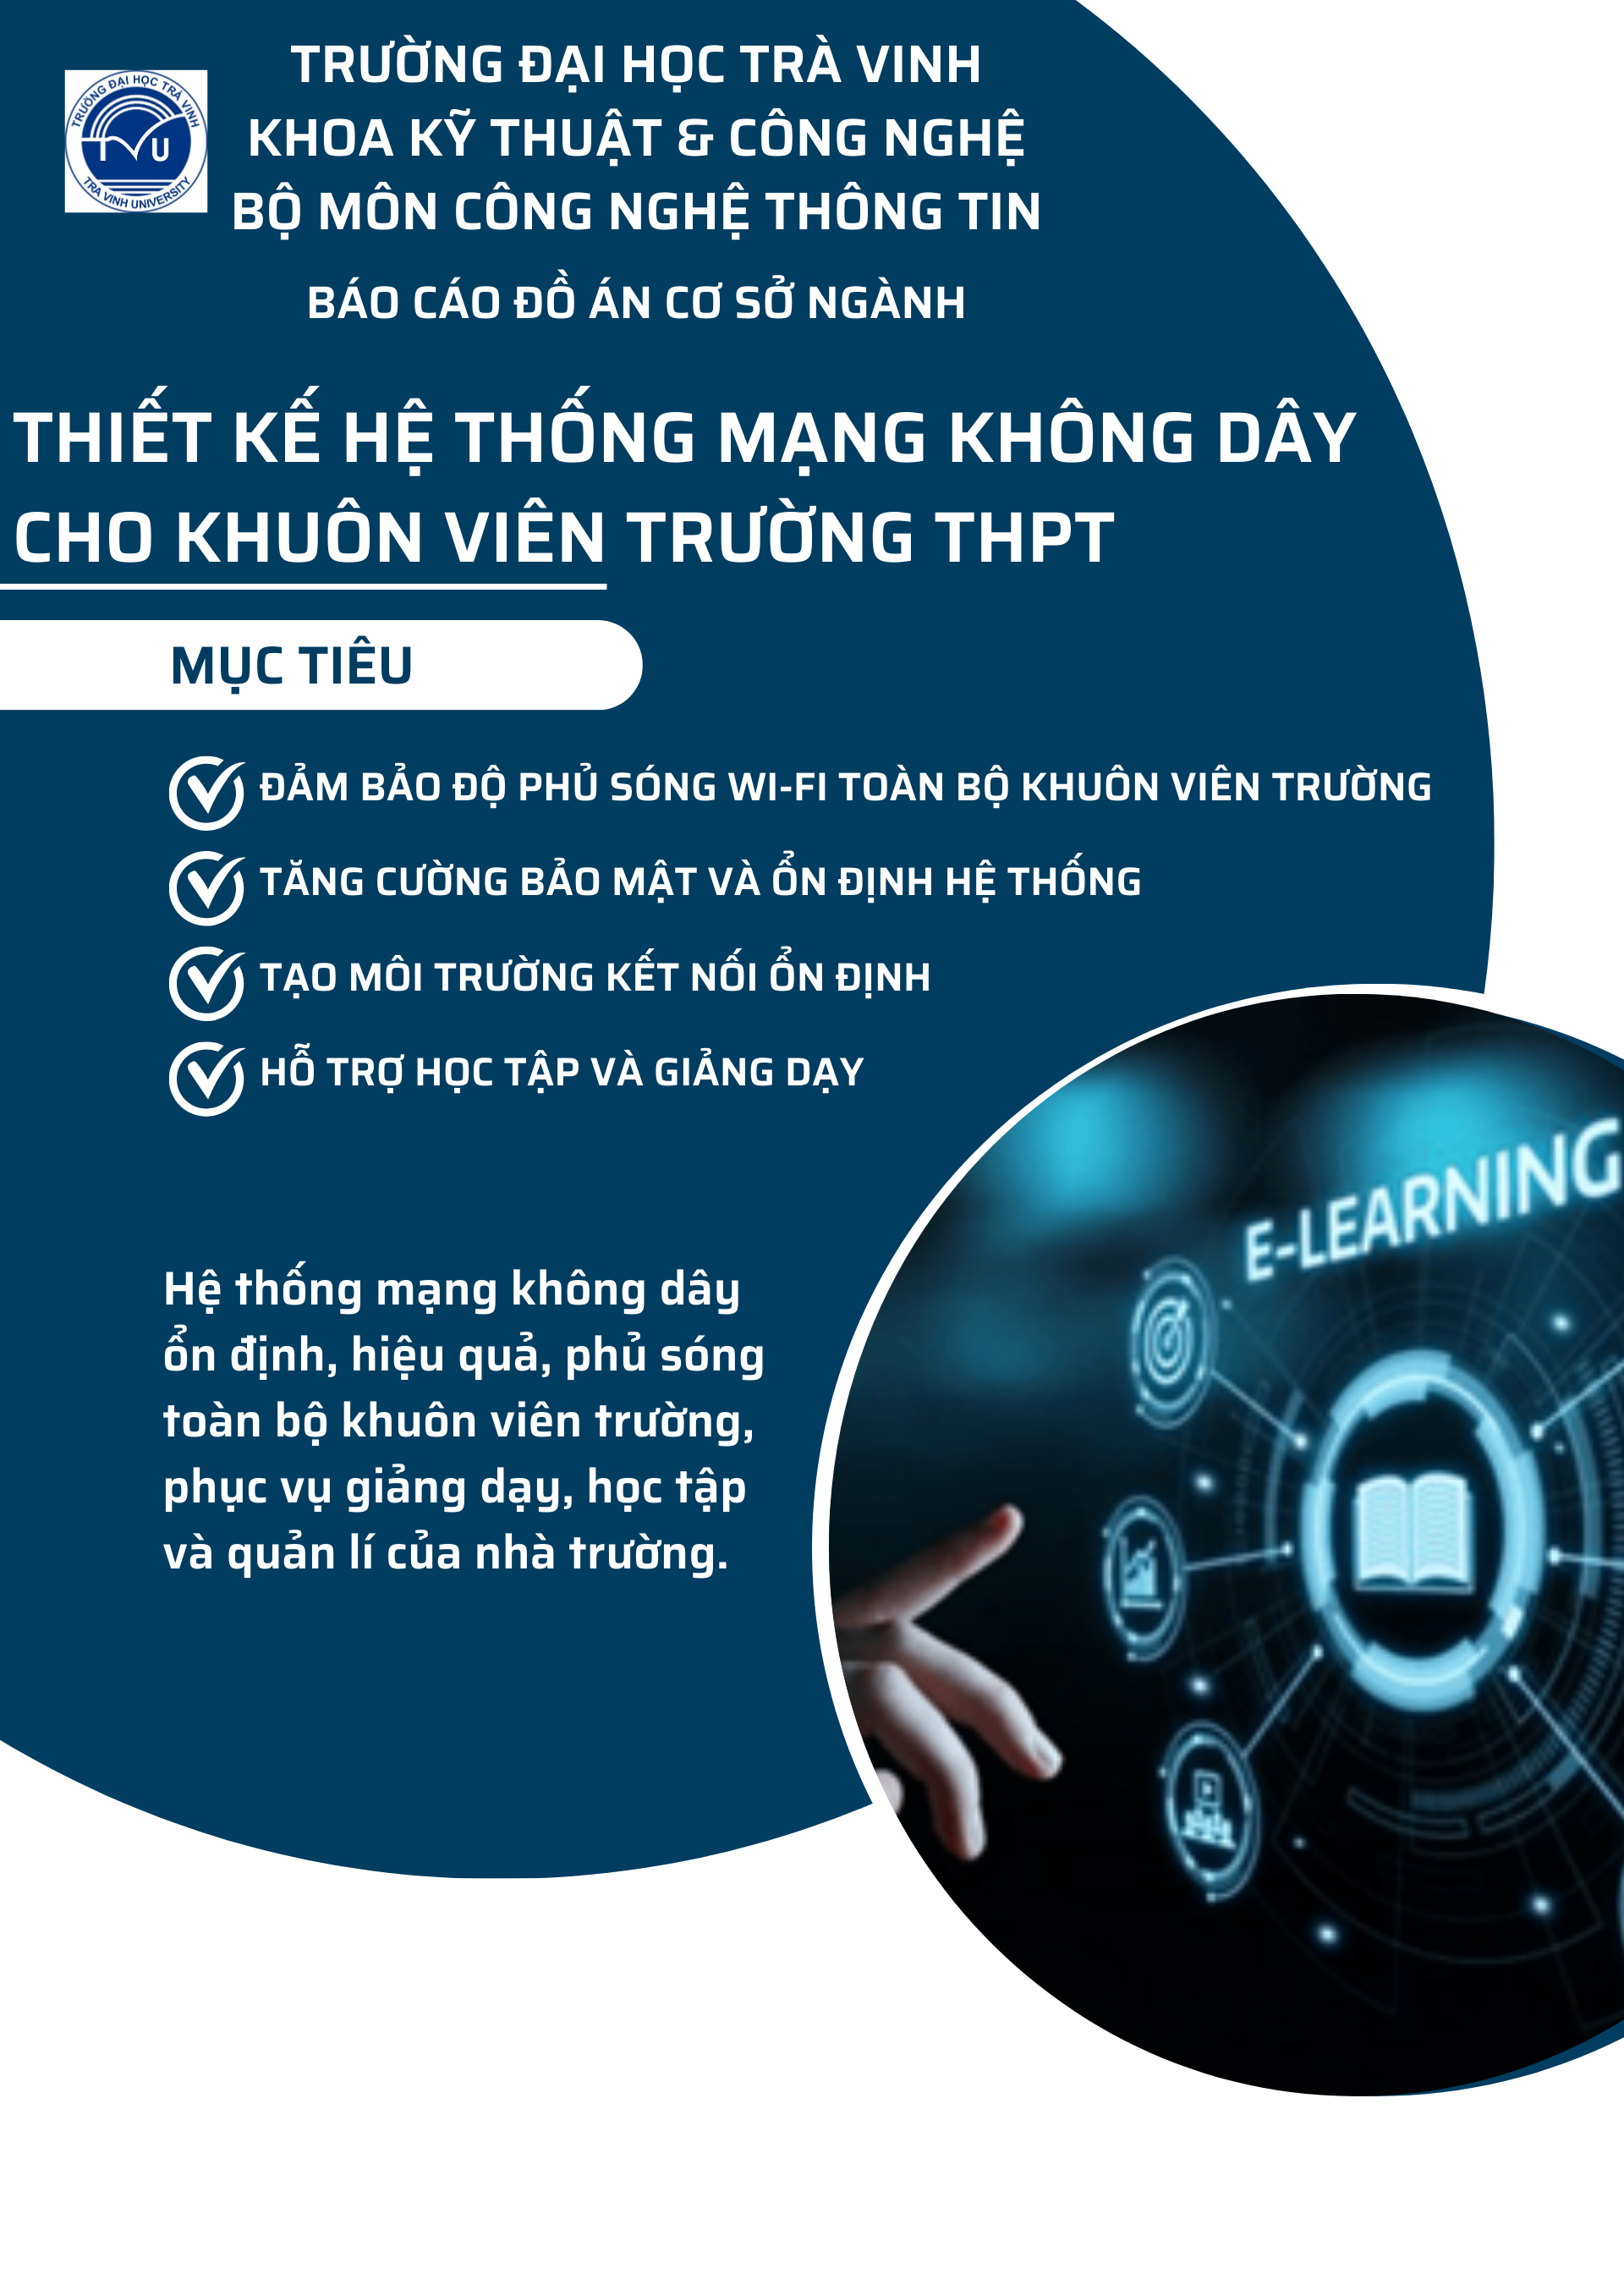 TRƯỜNG ĐẠI HỌC TRÀ VINH
KHOA KỸ THUẬT & CÔNG NGHỆ
BỘ MÔN CÔNG NGHỆ THÔNG TIN
TRƯỜNG ĐẠI HỌC TRÀ VINH
TVU
TRA VINH UNIVERSITY
BÁO CÁO ĐỒ ÁN CƠ SỞ NGÀNH
THIẾT KẾ HỆ THỐNG MẠNG KHÔNG DÂY
CHO KHUÔN VIÊN TRƯỜNG THPT
MỤC TIÊU
ĐẢM BẢO ĐỘ PHỦ SÓNG WI-FI TOÀN BỘ KHUÔN VIÊN TRƯỜNG
TĂNG CƯỜNG BẢO MẬT VÀ ỔN ĐỊNH HỆ THỐNG
TẠO MÔI TRƯỜNG KẾT NỐI ỔN ĐỊNH
HỖ TRỢ HỌC TẬP VÀ GIẢNG DẠY
E-LEARNING
Hệ thống mạng không dây
ổn định, hiệu quả, phủ sóng
toàn bộ khuôn viên trường,
phục vụ giảng dạy, học tập
và quản lí của nhà trường.